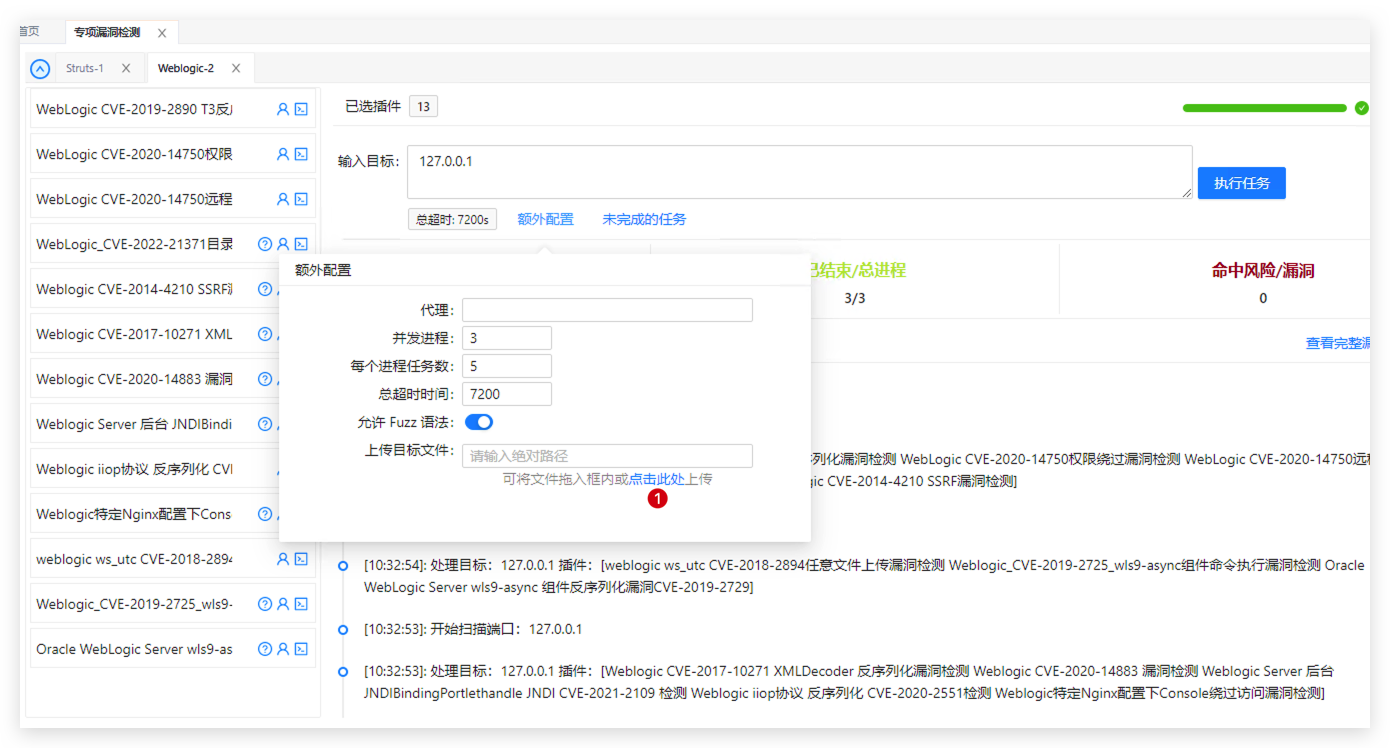 首页
专项漏洞检测
Struts-1
Weblogic-2
WebLogic CVE-2019-2890 T3反
WebLogic CVE-2020-14750权限
WebLogic CVE-2020-14750远程
WebLogic_CVE-2022-21371目录
Weblogic CVE-2014-4210 SSRF
Weblogic CVE-2017-10271 XML
Weblogic CVE-2020-14883 漏洞
Weblogic Server 后台 JNDIBindi
Weblogic iiop协议 反序列化 CVI
Weblogic特定Nginx配置下Cons
weblogic ws_utc CVE-2018-2894
Weblogic_CVE-2019-2725_wls9-
Oracle WebLogic Server wls9-as
已选插件 13
输入目标: 127.0.0.1
执行任务
总超时: 7200s 额外配置 未完成的任务
已结束/总进程
3/3
命中风险/漏洞
0
查看完整漏
额外配置
代理:
并发进程: 3
每个进程任务数: 5
总超时时间: 7200
允许 Fuzz 语法:
上传目标文件: 请输入绝对路径
可将文件拖入框内或点击此处上传
1
序列化漏洞检测 WebLogic CVE-2020-14750权限绕过漏洞检测 WebLogic CVE-2020-14750远程
gic CVE-2014-4210 SSRF漏洞检测]
[10:32:54]: 处理目标：127.0.0.1 插件：[weblogic ws_utc CVE-2018-2894任意文件上传漏洞检测 Weblogic_CVE-2019-2725_wls9-async组件命令执行漏洞检测 Oracle
WebLogic Server wls9-async 组件反序列化漏洞CVE-2019-2729]
[10:32:53]: 开始扫描端口：127.0.0.1
[10:32:53]: 处理目标：127.0.0.1 插件：[Weblogic CVE-2017-10271 XMLDecoder 反序列化漏洞检测 Weblogic CVE-2020-14883 漏洞检测 Weblogic Server 后台
JNDIBindingPortlethandle JNDI CVE-2021-2109 检测 Weblogic iiop协议 反序列化 CVE-2020-2551检测 Weblogic特定Nginx配置下Console绕过访问漏洞检测]